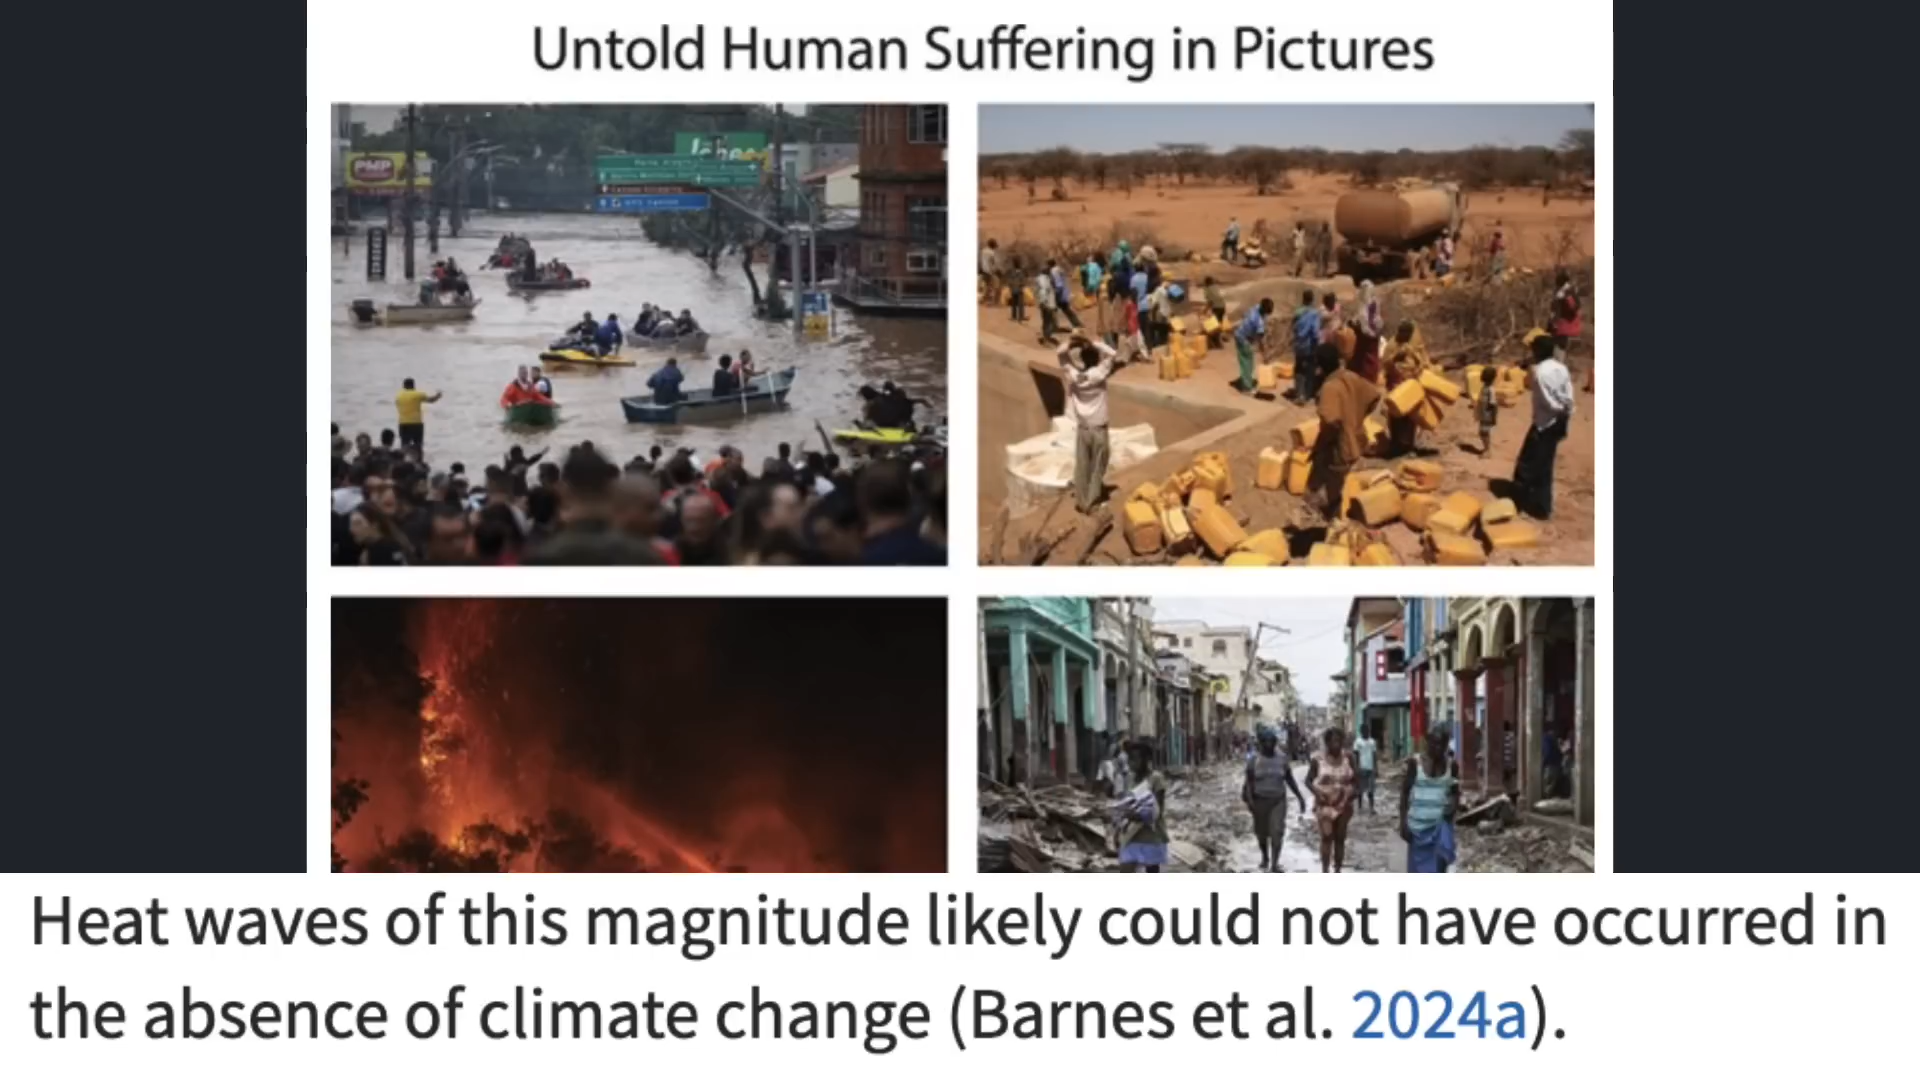 Untold Human Suffering in Pictures
PMP
Heat waves of this magnitude likely could not have occurred in
the absence of climate change (Barnes et al. 2024a).